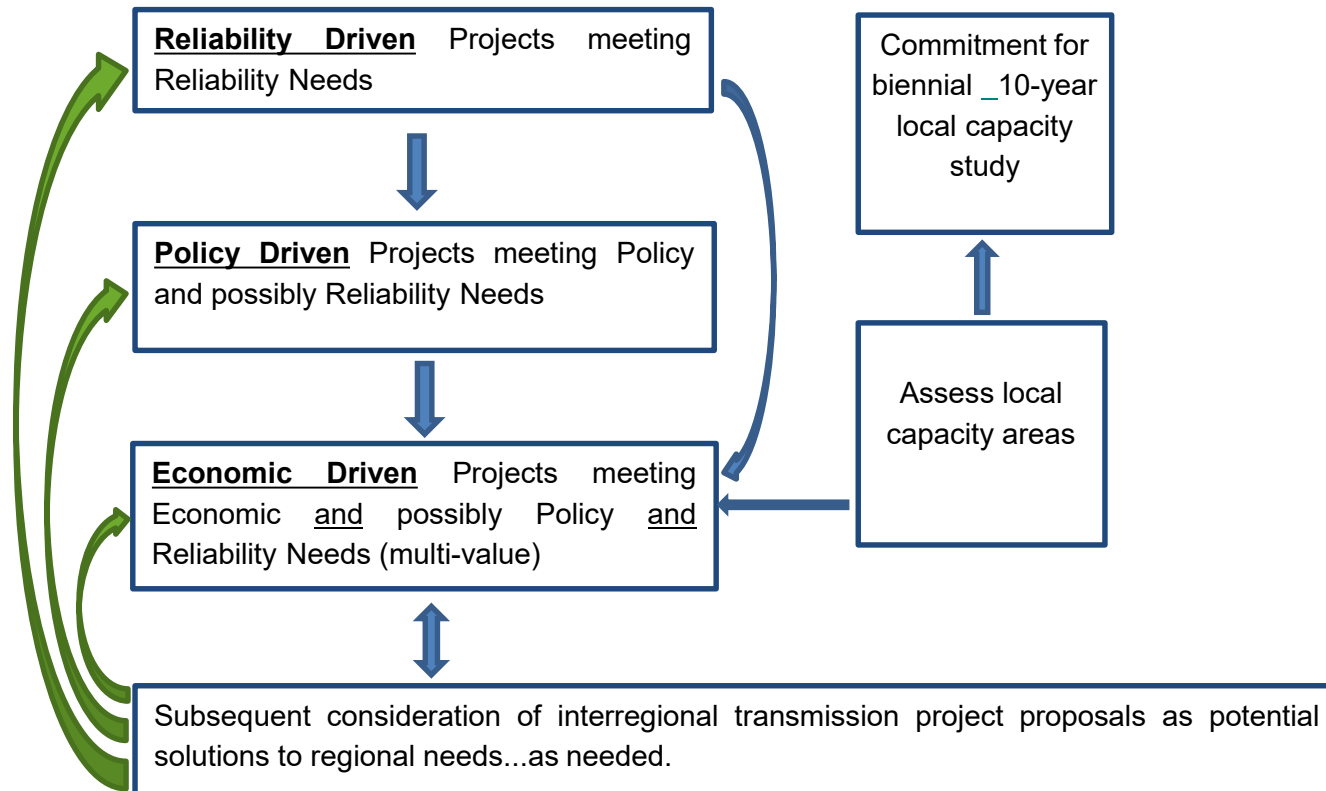 Reliability Driven Projects meeting
Reliability Needs
Commitment for
biennial _10-year
local capacity
study
Policy Driven Projects meeting Policy
and possibly Reliability Needs
Assess local
capacity areas
Economic Driven Projects meeting
Economic and possibly Policy and
Reliability Needs (multi-value)
Subsequent consideration of interregional transmission project proposals as potential
solutions to regional needs...as needed.